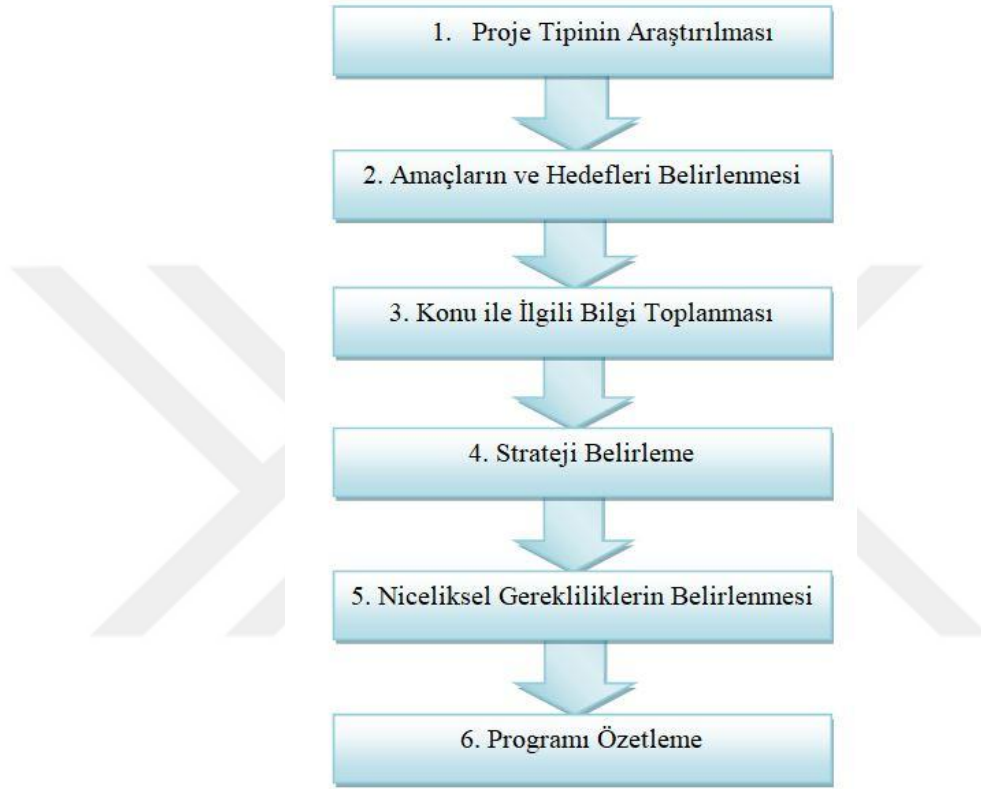 1. Proje Tipinin Araştırılması
2. Amaçların ve Hedefleri Belirlenmesi
3. Konu ile İlgili Bilgi Toplanması
4. Strateji Belirleme
5. Niceliksel Gerekliliklerin Belirlenmesi
6. Programı Özetleme